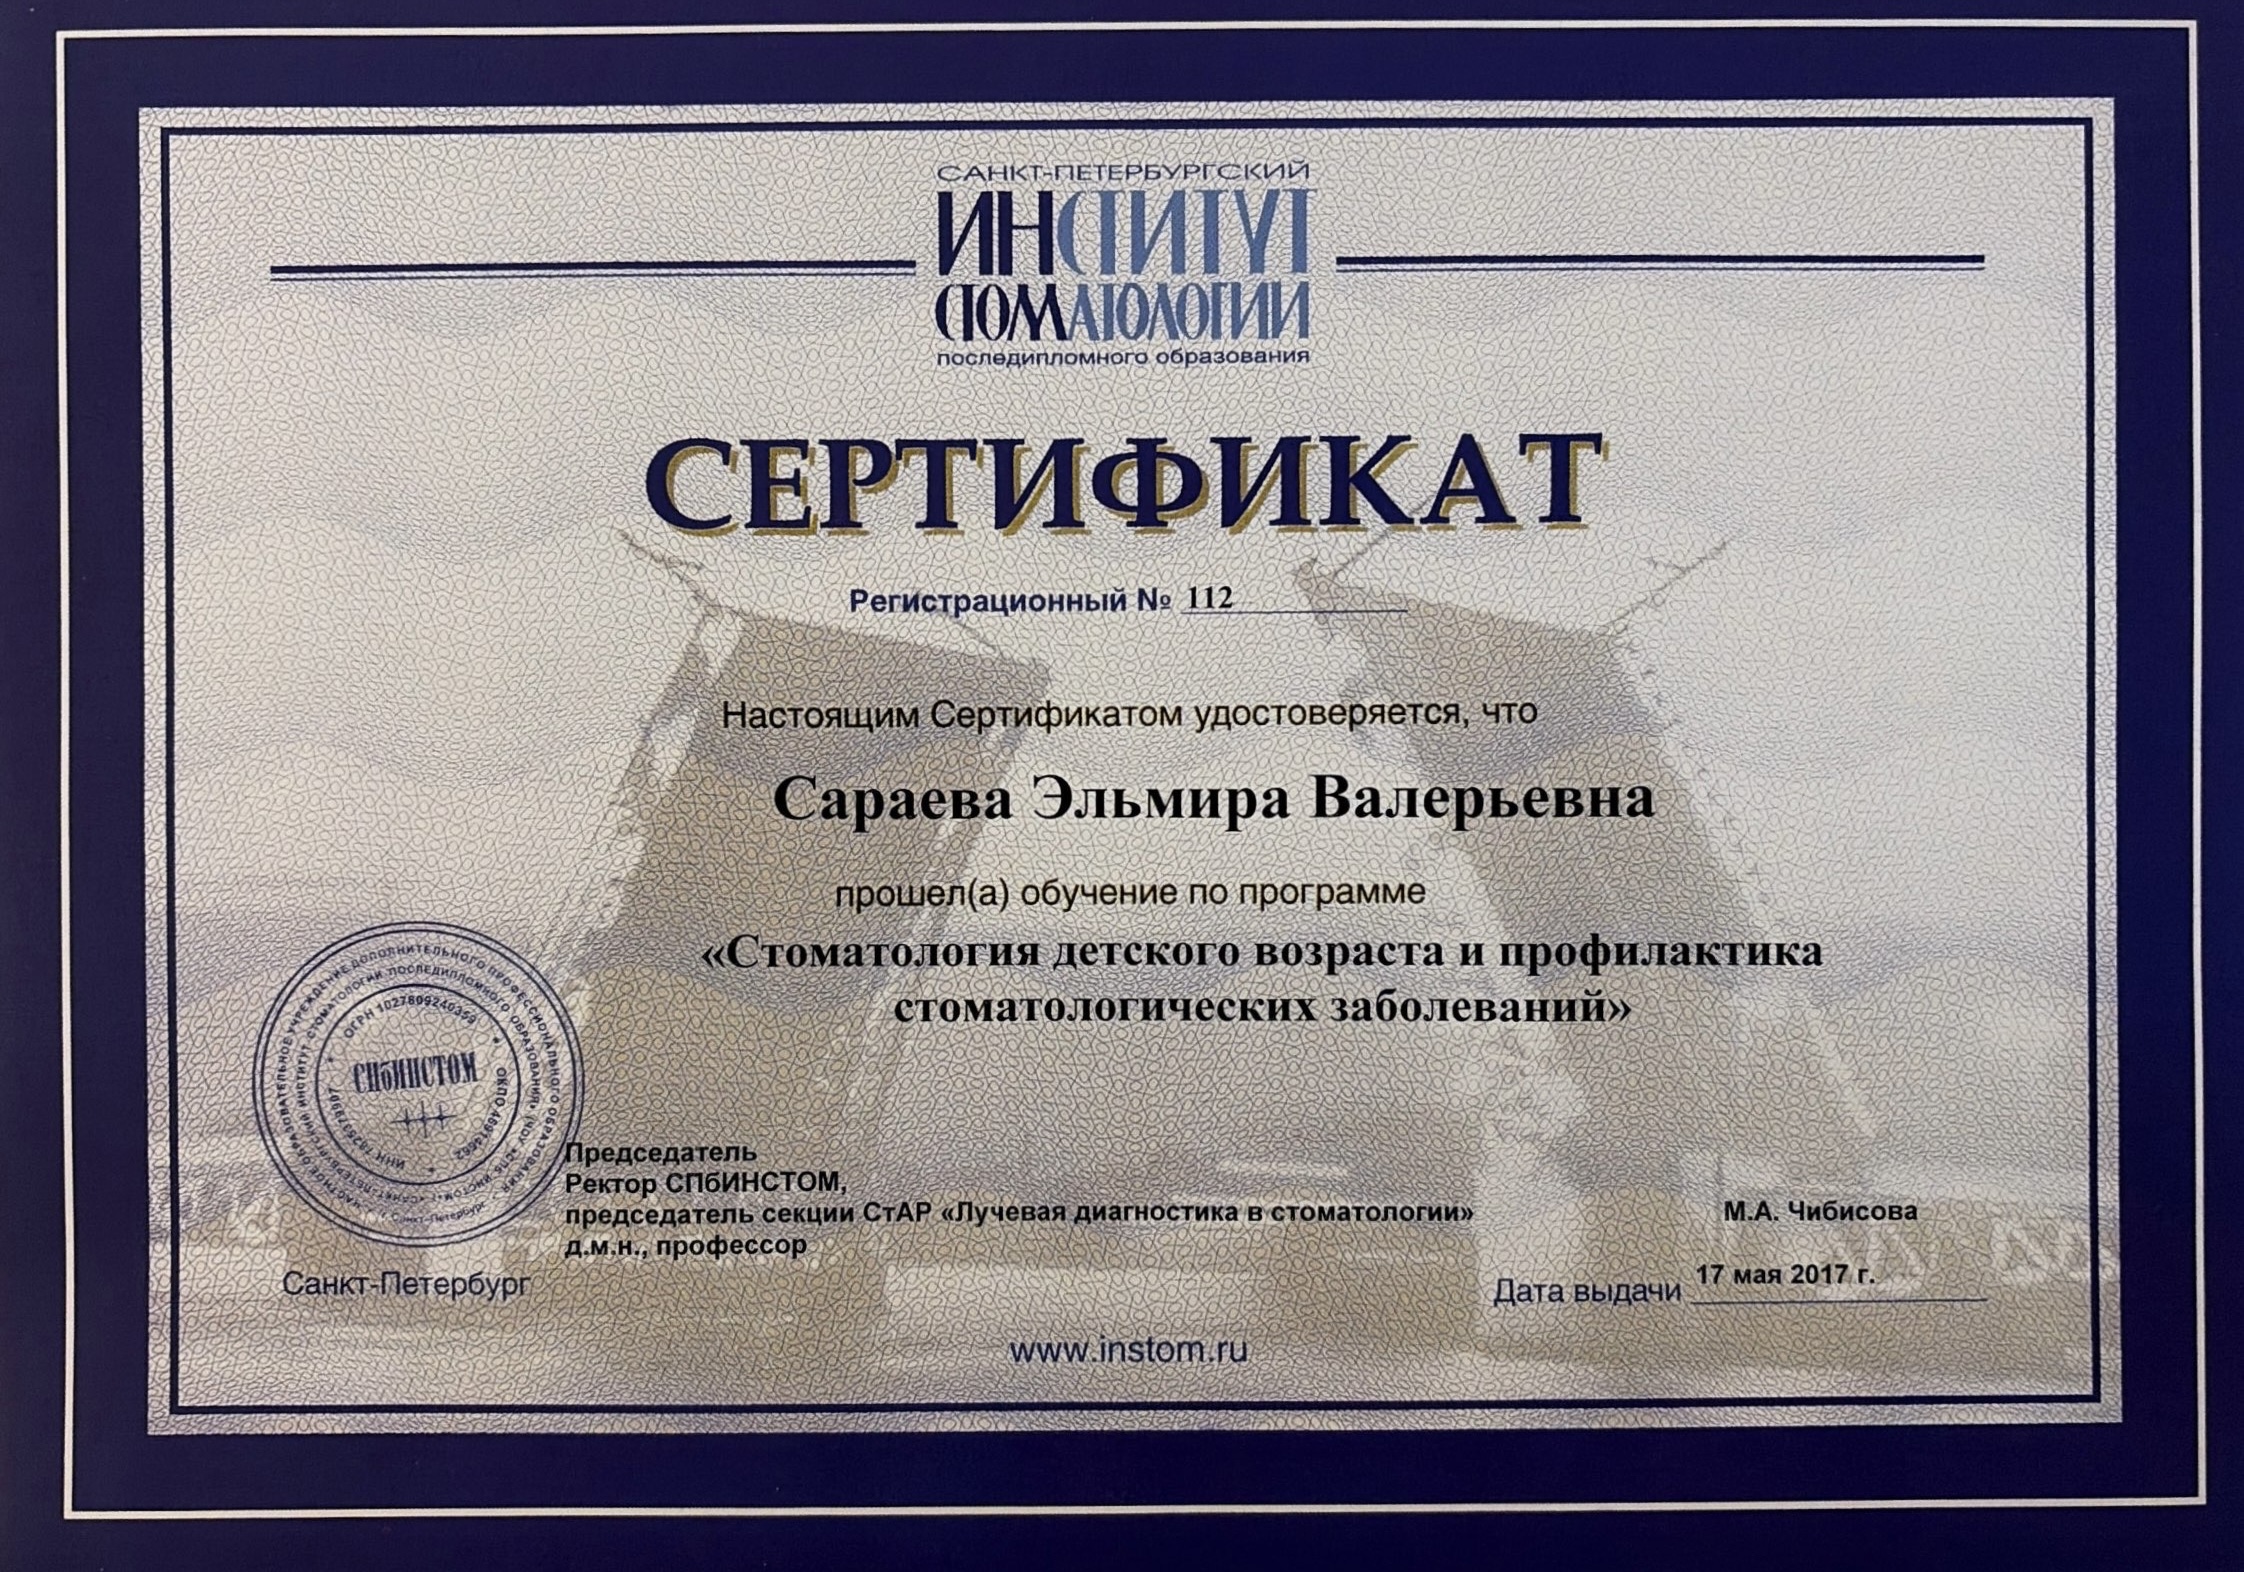 САНКТ-ПЕТЕРБУРГСКИЙ
ИНСТИТУТ
СТОМАТОЛОГИИ
последипломного образования
СЕРТИФИКАТ
Регистрационный № 112
Настоящим Сертификатом удостоверяется, что
Сараева Эльмира Валерьевна
прошел(а) обучение по программе
«Стоматология детского возраста и профилактика
стоматологических заболеваний»
ОГРН 1027809240359
СПбИНСТОМ
Председатель
Ректор СПбИНСТОМ,
председатель секции СтАР «Лучевая диагностика в стоматологии»
д.м.н., профессор
М.А. Чибисова
Санкт-Петербург
Дата выдачи 17 мая 2017 г.
www.instom.ru